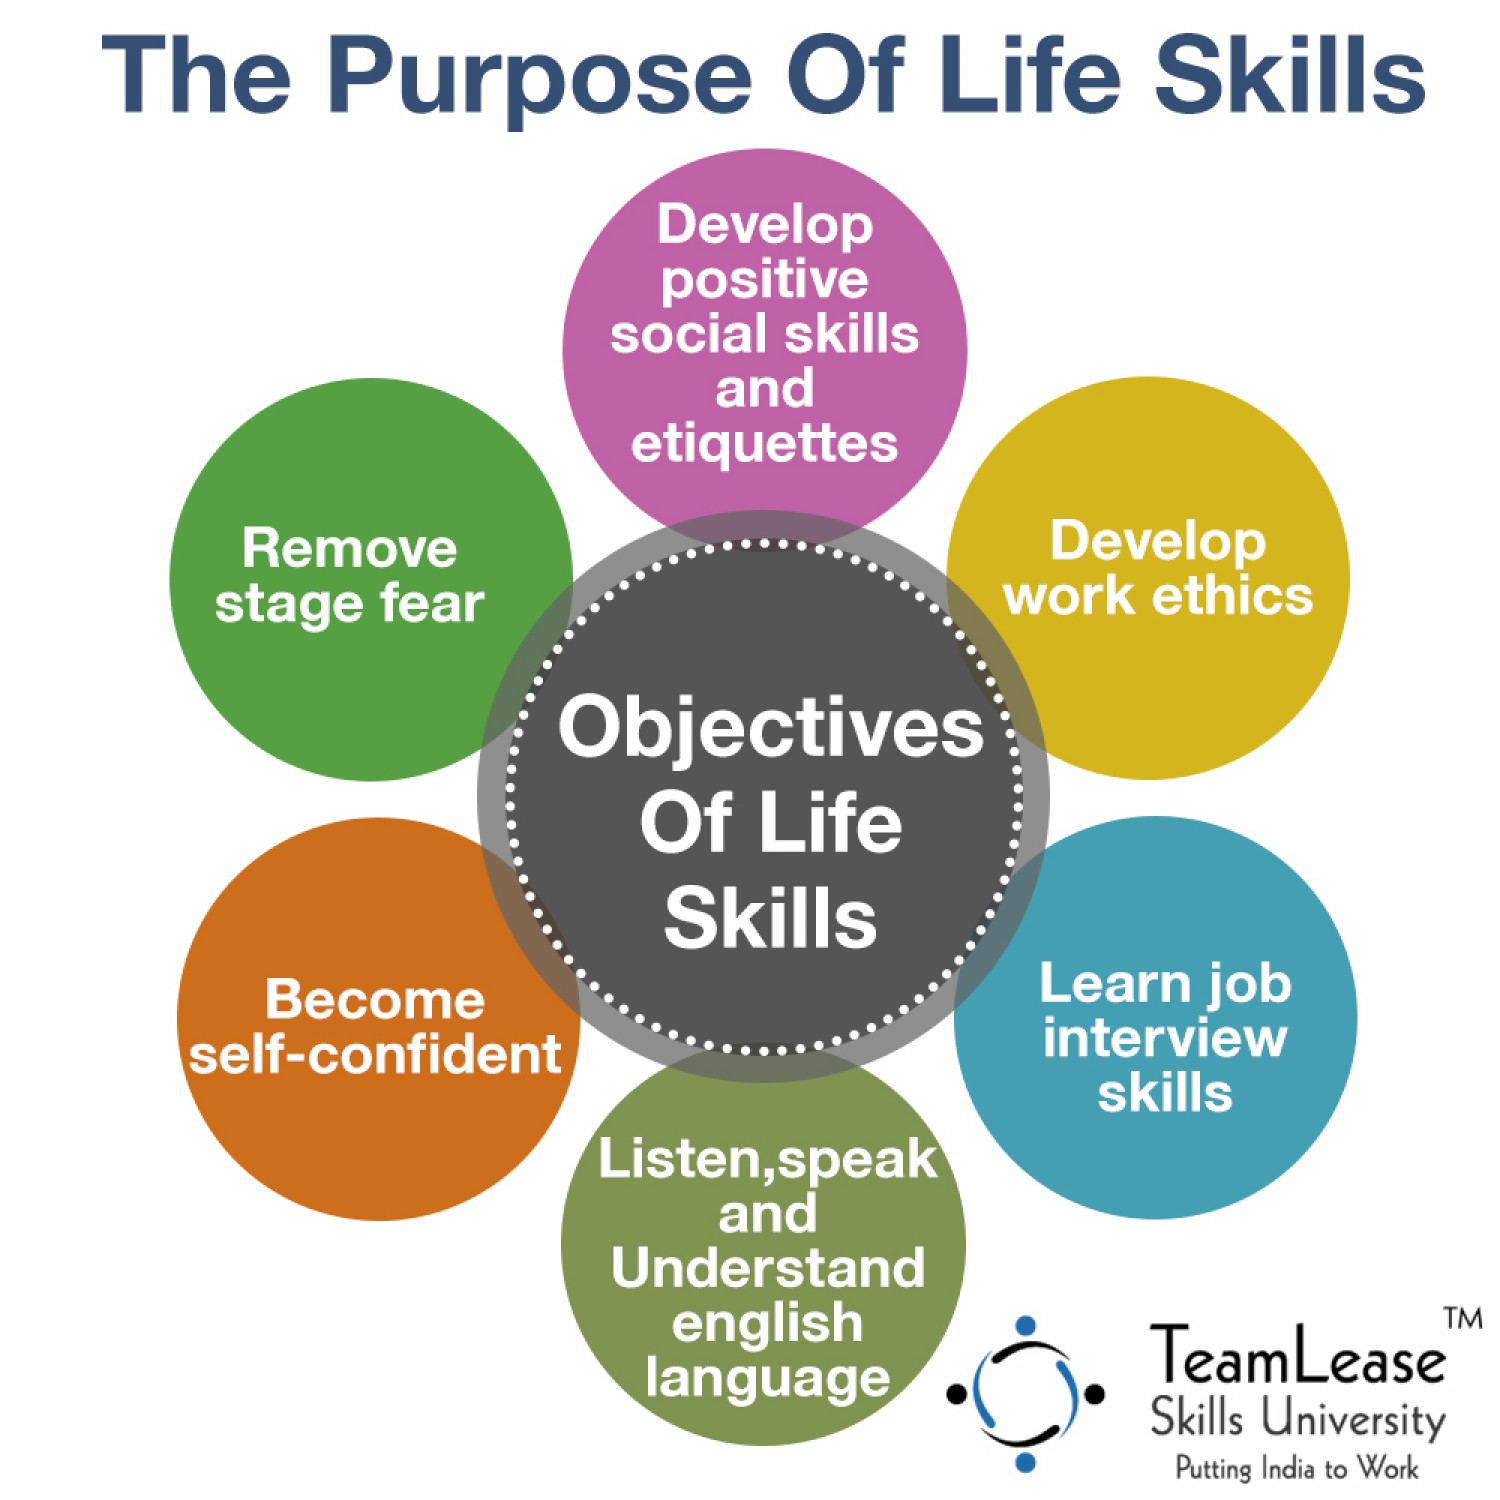 The Purpose Of Life Skills
Develop
positive
social skills
and
etiquettes
Develop
work ethics
Learn job
interview
skills
Listen,speak
and
Understand
english
language
Become
self-confident
Remove
stage fear
Objectives
Of Life
Skills
TeamLease TM
Skills University
Putting India to Work